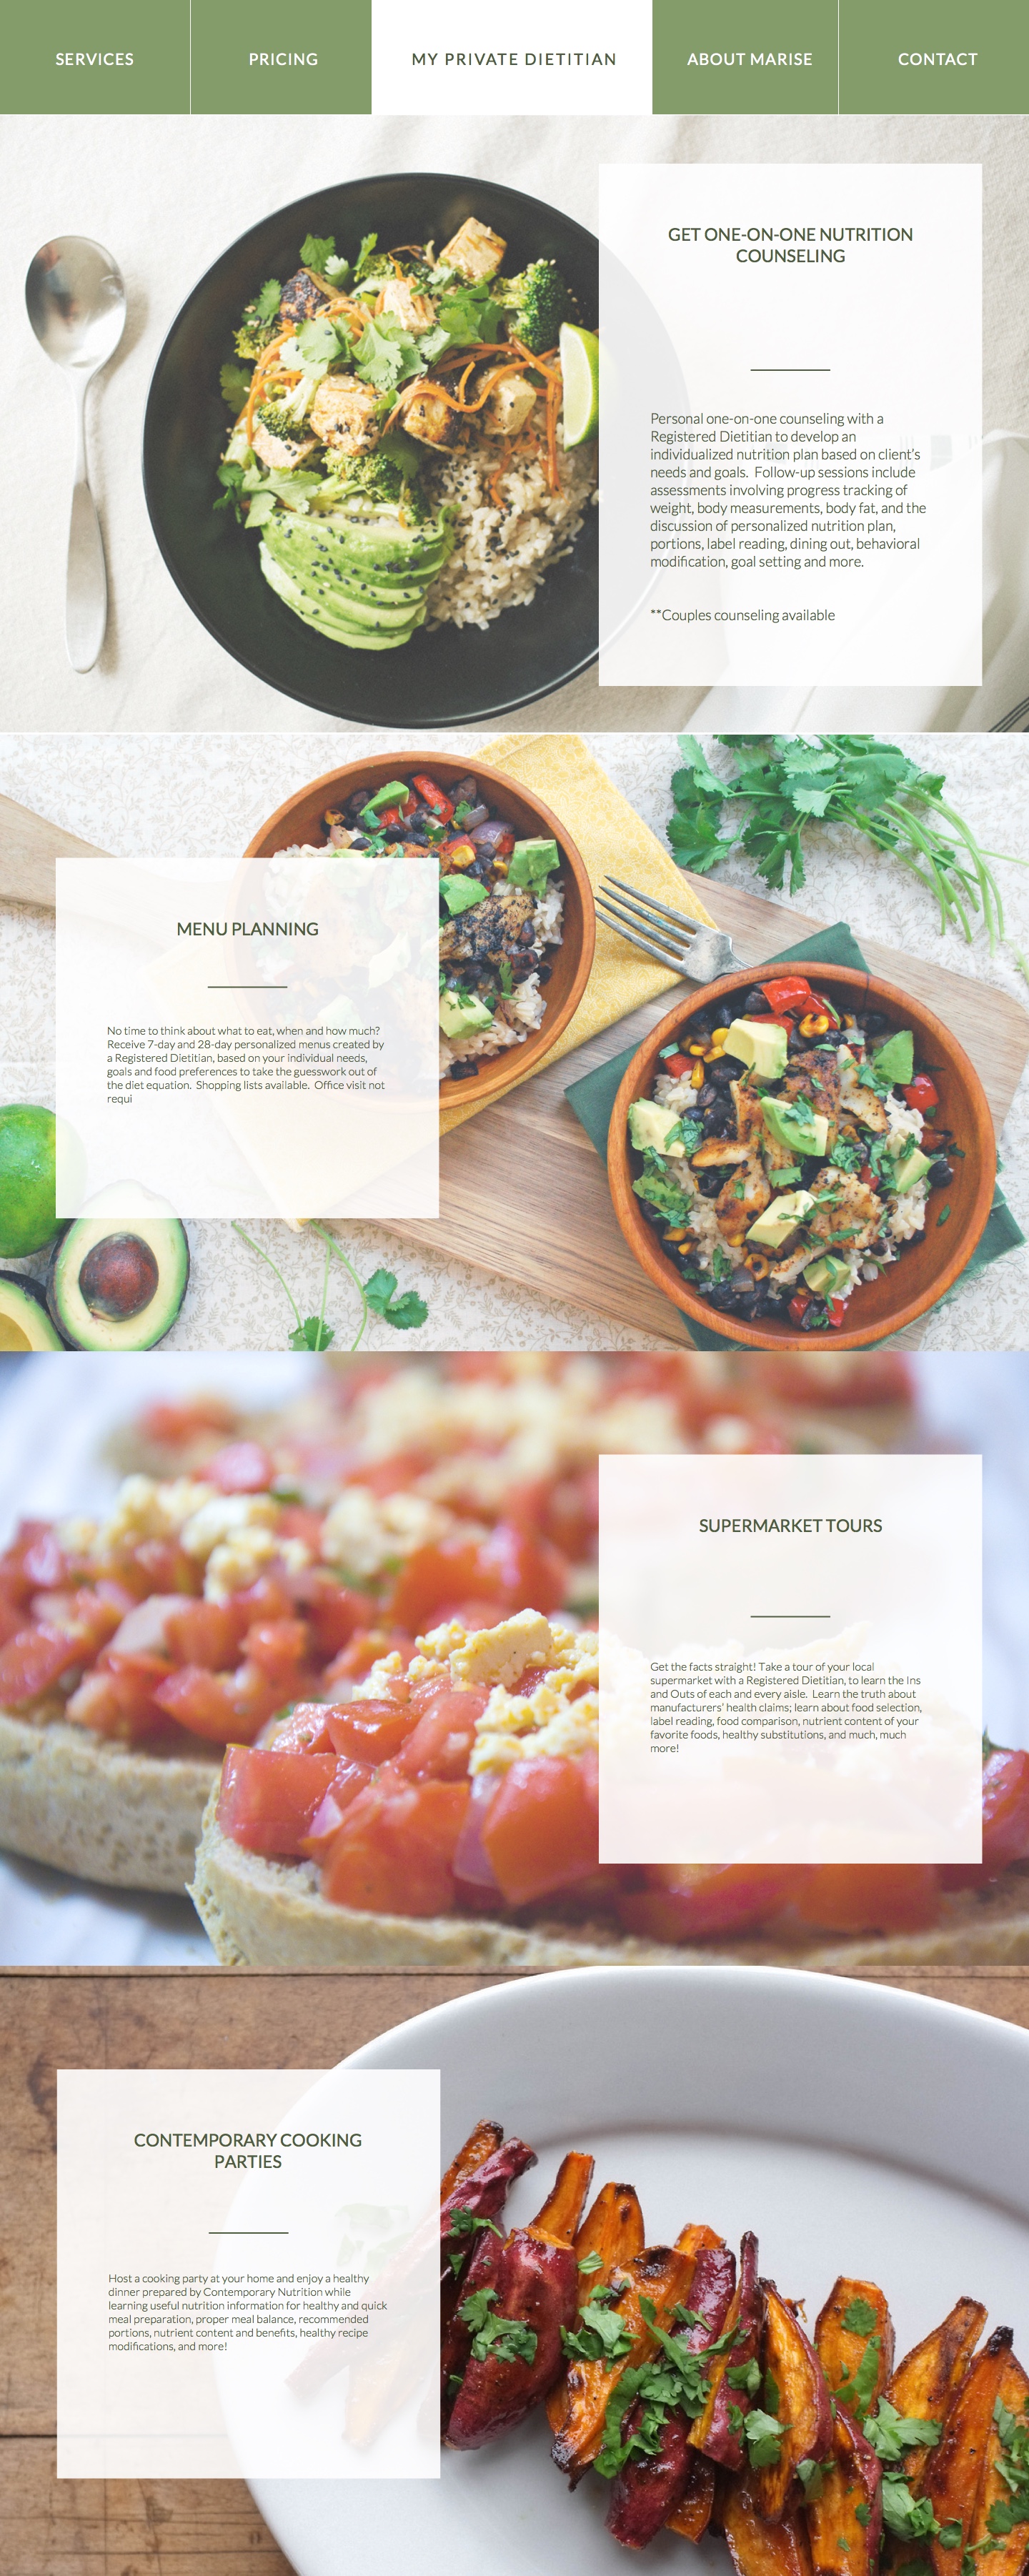 SERVICES
PRICING
MY PRIVATE DIETITIAN
ABOUT MARISE
CONTACT
GET ONE-ON-ONE NUTRITION
COUNSELING
Personal one-on-one counseling with a
Registered Dietitian to develop an
individualized nutrition plan based on client's
needs and goals.  Follow-up sessions include
assessments involving progress tracking of
weight, body measurements, body fat, and the
discussion of personalized nutrition plan,
portions, label reading, dining out, behavioral
modification, goal setting and more.
**Couples counseling available
MENU PLANNING
No time to think about what to eat, when and how much?
Receive 7-day and 28-day personalized menus created by
a Registered Dietitian, based on your individual needs,
goals and food preferences to take the guesswork out of
the diet equation.  Shopping lists available.  Office visit not
requi
SUPERMARKET TOURS
Get the facts straight! Take a tour of your local
supermarket with a Registered Dietitian, to learn the Ins
and Outs of each and every aisle.  Learn the truth about
manufacturers' health claims; learn about food selection,
label reading, food comparison, nutrient content of your
favorite foods, healthy substitutions, and much, much
more!
CONTEMPORARY COOKING
PARTIES
Host a cooking party at your home and enjoy a healthy
dinner prepared by Contemporary Nutrition while
learning useful nutrition information for healthy and quick
meal preparation, proper meal balance, recommended
portions, nutrient content and benefits, healthy recipe
modifications, and more!